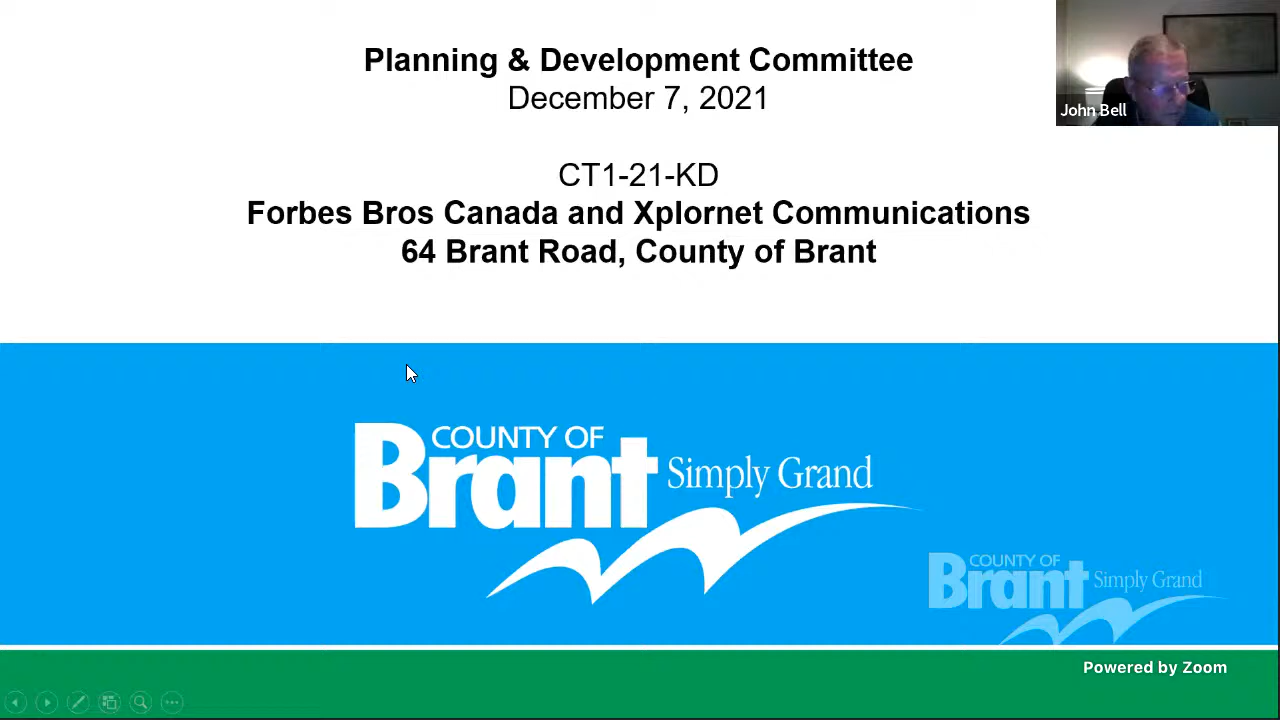 Planning & Development Committee
December 7, 2021
John Bell
CT1-21-KD
Forbes Bros Canada and Xplornet Communications
64 Brant Road, County of Brant
COUNTY OF
Brant Simply Grand
COUNTY OF
Brant Simply Grand
Powered by Zoom